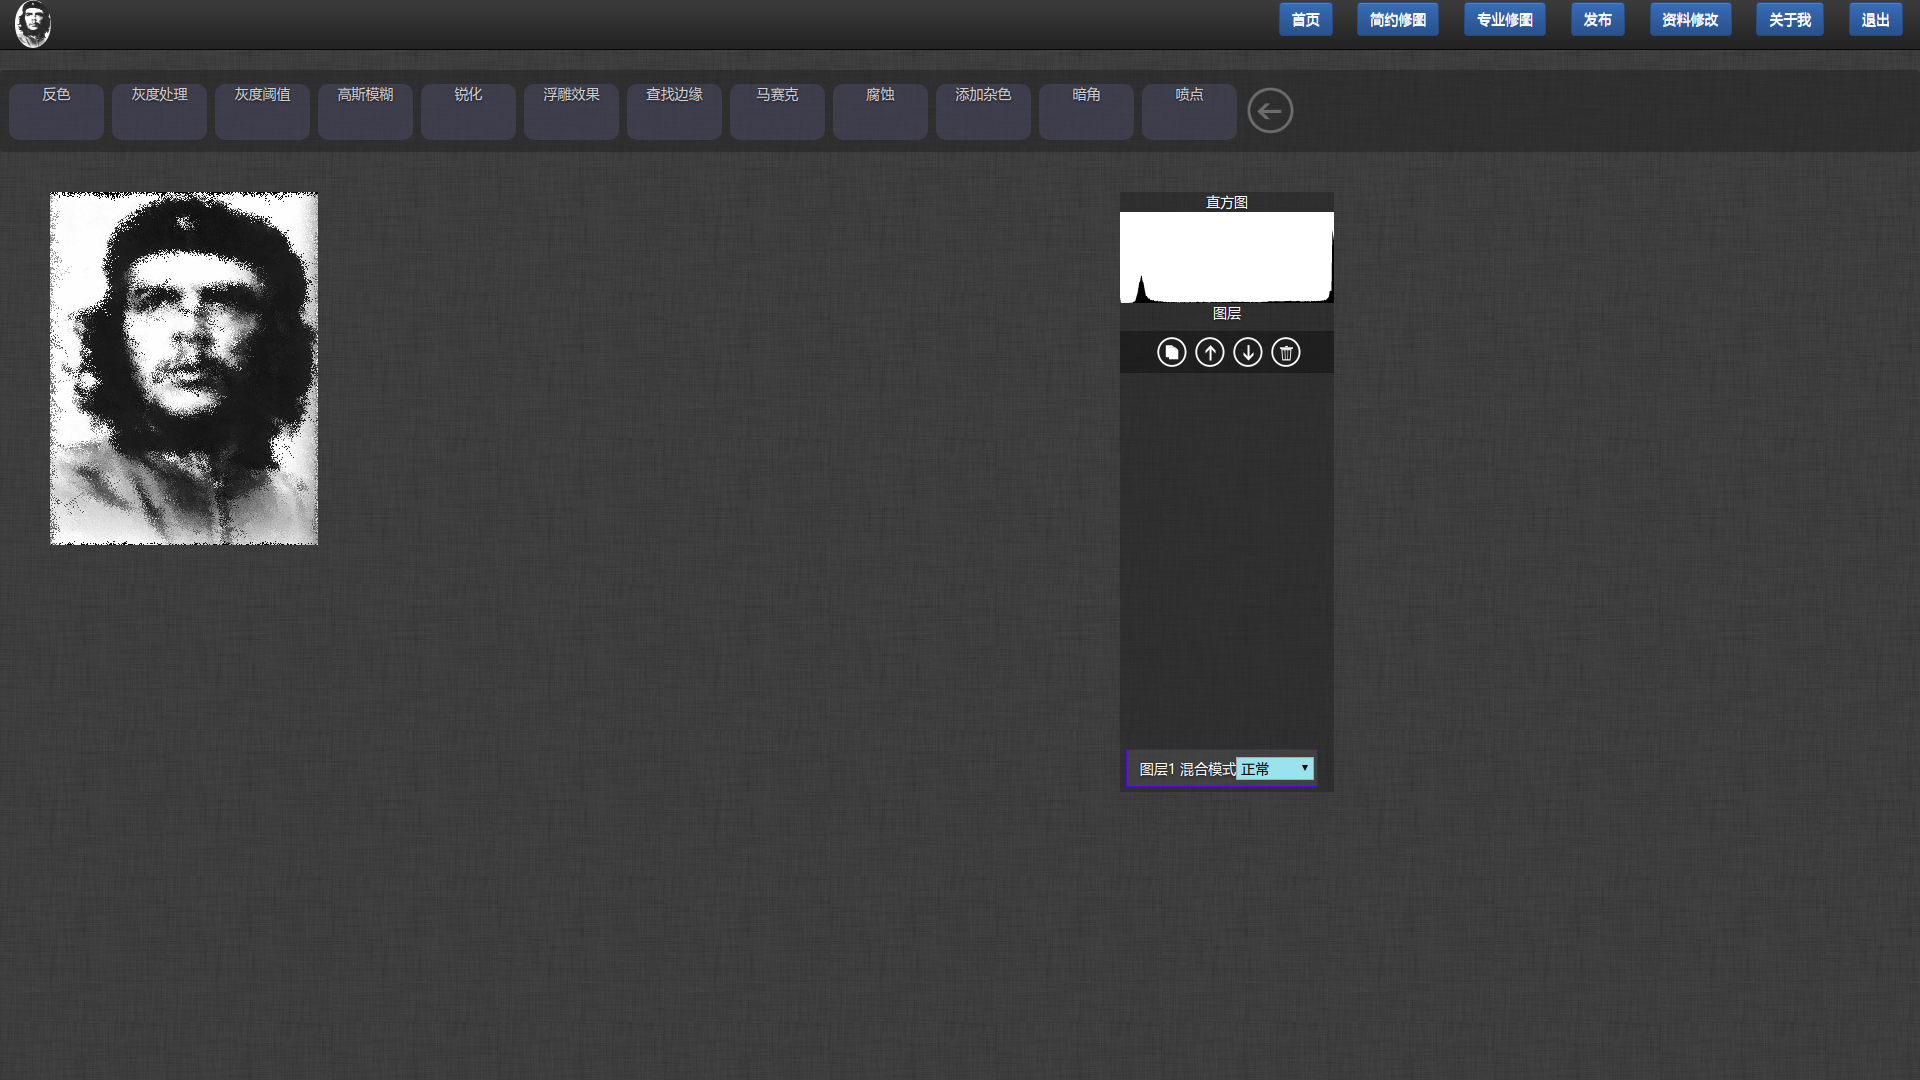 首页 简约修图 专业修图 发布 资料修改 关于我 退出
反色 灰度处理 灰度阈值 高斯模糊 锐化 浮雕效果 查找边缘 马赛克 腐蚀 添加杂色 暗角 喷点
直方图
图层
图层1 混合模式 正常